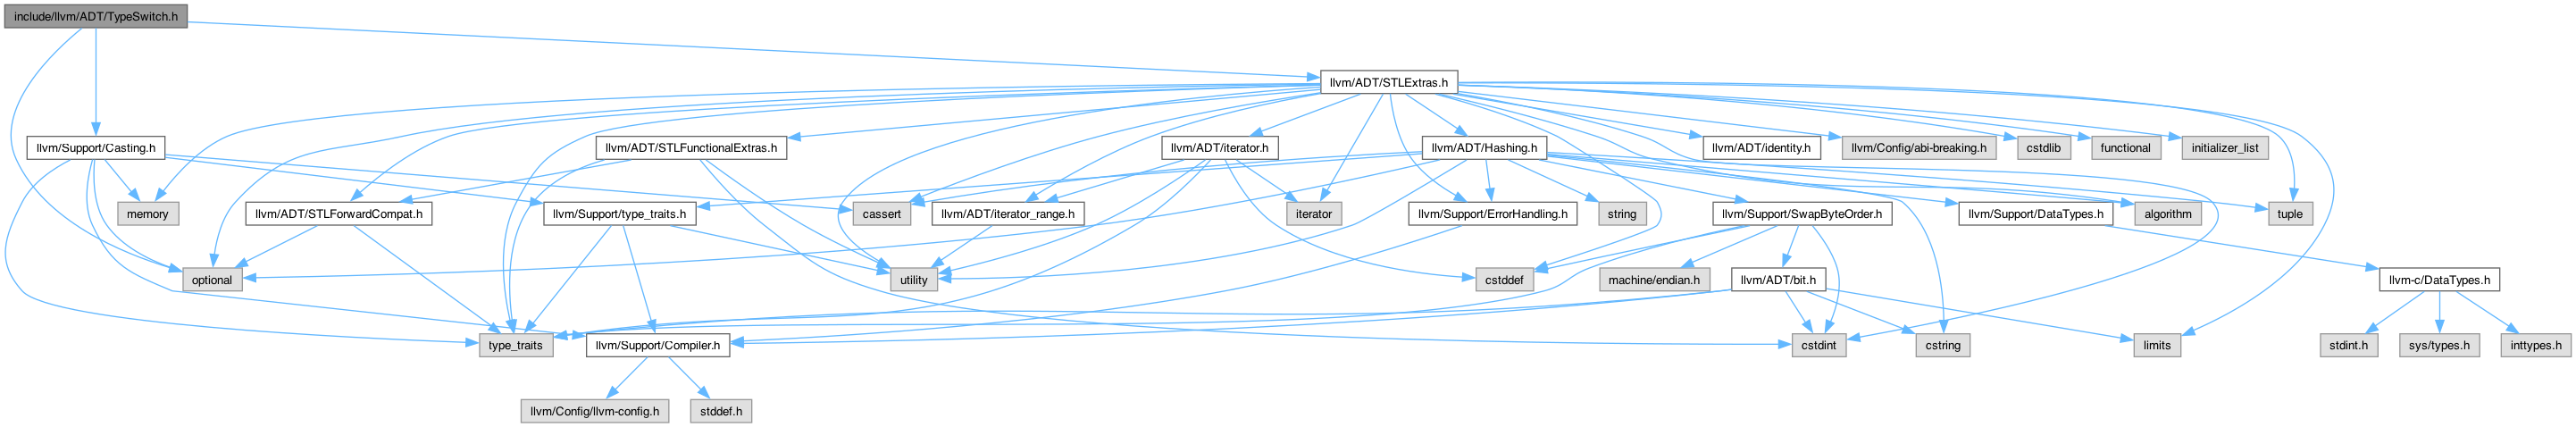 include/llvm/ADT/TypeSwitch.h
llvm/ADT/STLExtras.h
llvm/Support/Casting.h
llvm/ADT/STLFunctionalExtras.h
llvm/ADT/iterator.h
llvm/ADT/Hashing.h
llvm/ADT/identity.h
llvm/Config/abi-breaking.h
cstdlib
functional
initializer_list
memory
llvm/ADT/STLForwardCompat.h
llvm/Support/type_traits.h
cassert
llvm/ADT/iterator_range.h
iterator
llvm/Support/ErrorHandling.h
string
llvm/Support/SwapByteOrder.h
llvm/Support/DataTypes.h
algorithm
tuple
optional
utility
cstddef
machine/endian.h
llvm/ADT/bit.h
llvm-c/DataTypes.h
type_traits
llvm/Support/Compiler.h
cstdint
cstring
limits
stdint.h
sys/types.h
inttypes.h
llvm/Config/llvm-config.h
stddef.h